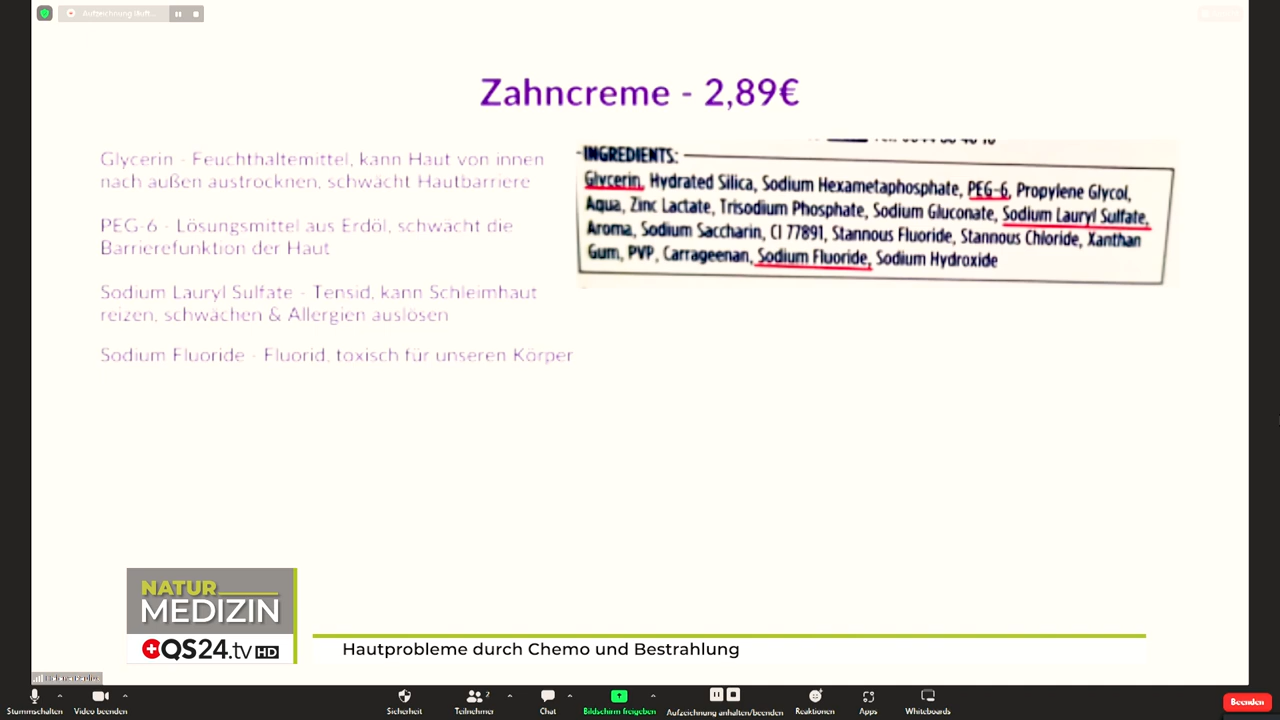 Aufzeichnung läuft...
Zahncreme - 2,89€
Glycerin - Feuchthaltemittel, kann Haut von innen
nach außen austrocknen, schwächt Hautbarriere
PEG-6 - Lösungsmittel aus Erdöl, schwächt die
Barrierefunktion der Haut
Sodium Lauryl Sulfate - Tensid, kann Schleimhaut
reizen, schwächen & Allergien auslösen
Sodium Fluoride - Fluorid, toxisch für unseren Körper
INGREDIENTS:
Glycerin, Hydrated Silica, Sodium Hexametaphosphate, PEG-6, Propylene Glycol,
Aqua, Zinc Lactate, Trisodium Phosphate, Sodium Gluconate, Sodium Lauryl Sulfate,
Aroma, Sodium Saccharin, CI 77891, Stannous Fluoride, Stannous Chloride, Xanthan
Gum, PVP, Carrageenan, Sodium Fluoride, Sodium Hydroxide
NATUR
MEDIZIN
QS24.tv HD
Hautprobleme durch Chemo und Bestrahlung
Stummschalten
Video beenden
Sicherheit
Teilnehmer
2
Chat
Bildschirm freigeben
Aufzeichnung anhalten/beenden
Reaktionen
Apps
Whiteboards
Beenden